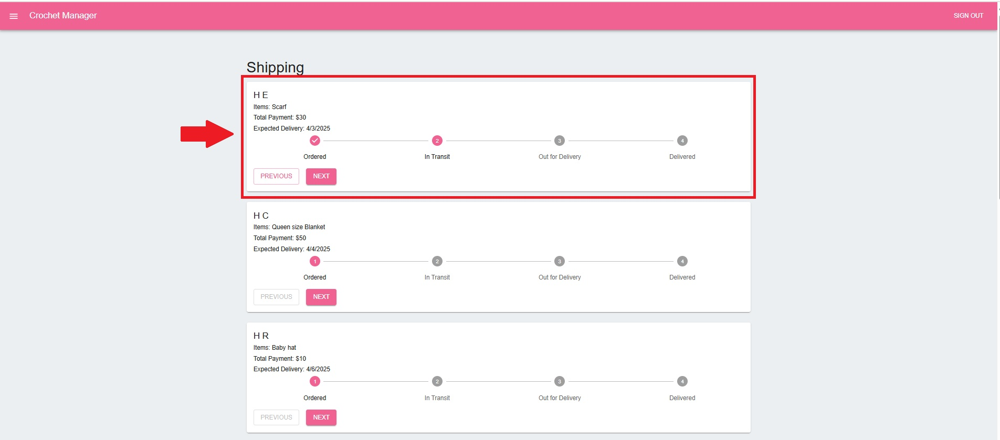 Crochet Manager
SIGN OUT
Shipping
H E
Items: Scarf
Total Payment: $30
Expected Delivery: 4/3/2025
2 3 4
Ordered In Transit Out for Delivery Delivered
PREVIOUS NEXT
H C
Items: Queen size Blanket
Total Payment: $50
Expected Delivery: 4/4/2025
1 2 3 4
Ordered In Transit Out for Delivery Delivered
PREVIOUS NEXT
H R
Items: Baby hat
Total Payment: $10
Expected Delivery: 4/6/2025
1 2 3 4
Ordered In Transit Out for Delivery Delivered
PREVIOUS NEXT